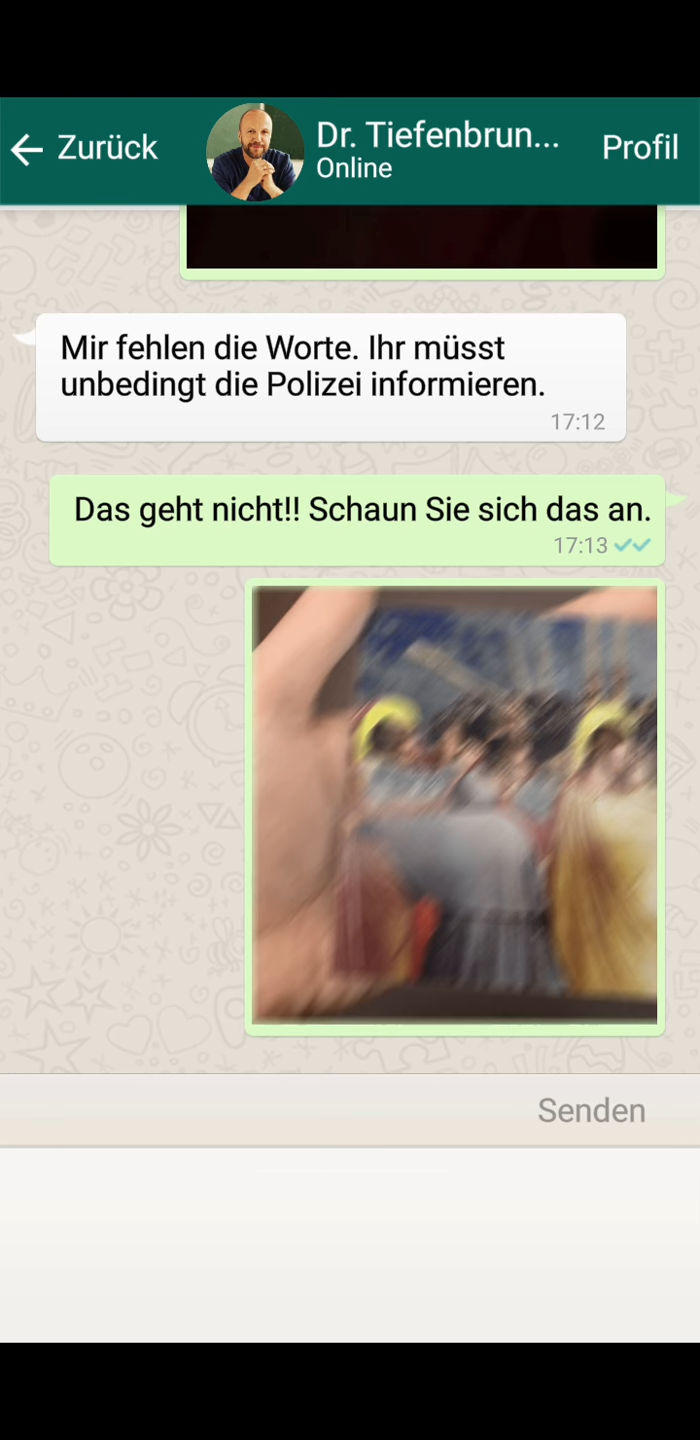 Zurück
Dr. Tiefenbrun...
Online
Profil
Mir fehlen die Worte. Ihr müsst
unbedingt die Polizei informieren.
17:12
Das geht nicht!! Schaun Sie sich das an.
17:13
Senden